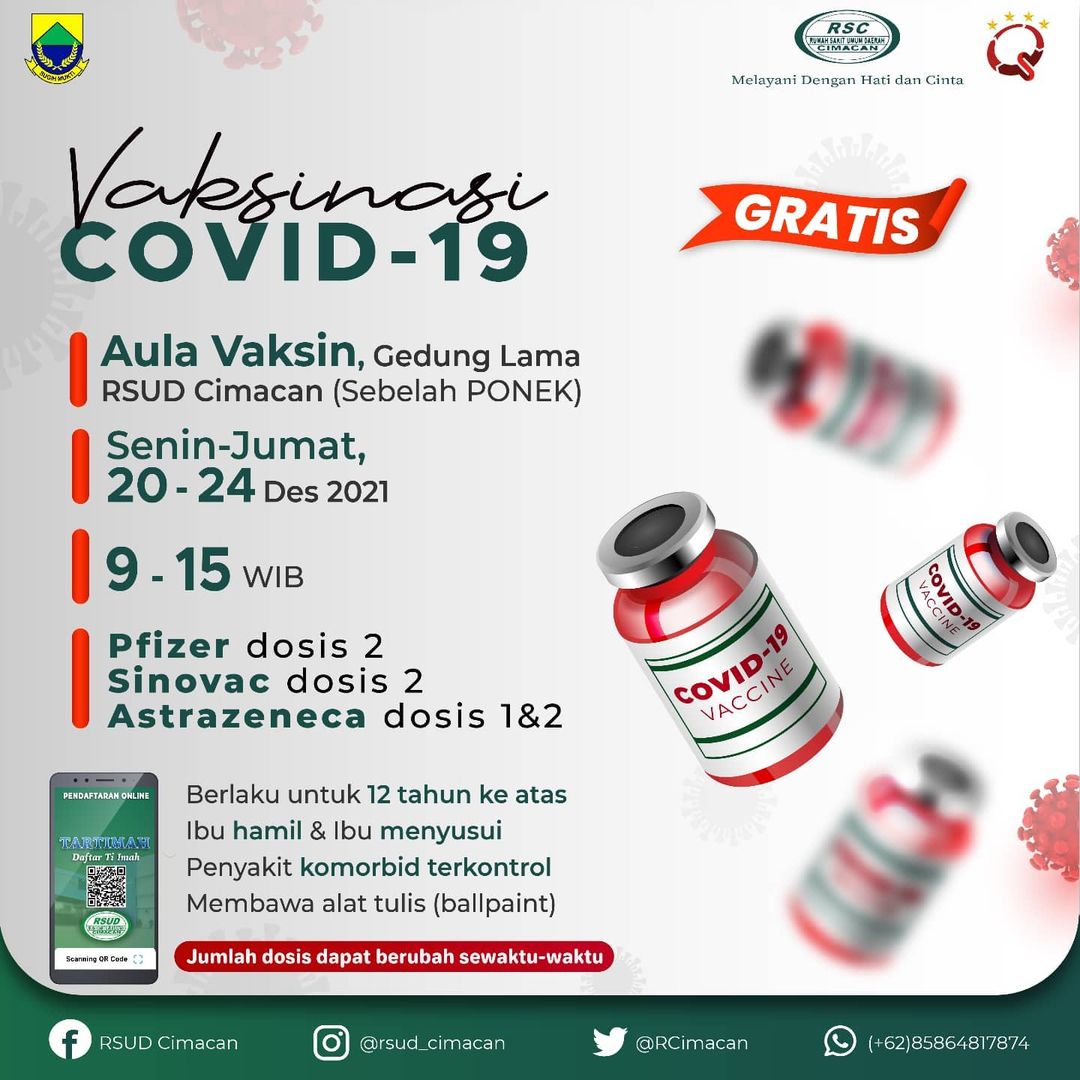 SUGIH MUKTI
RSC
RUMAH SAKIT UMUM DAERAH
CIMACAN
Melayani Dengan Hati dan Cinta
Vaksinasi
COVID-19
GRATIS
Aula Vaksin, Gedung Lama
RSUD Cimacan (Sebelah PONEK)
Senin-Jumat,
20 - 24 Des 2021
9 - 15 WIB
Pfizer dosis 2
Sinovac dosis 2
Astrazeneca dosis 1&2
COVID-19
VACCINE
COVID-19
VACCINE
PENDAFTARAN ONLINE
TARTIMAH
Daftar Ti Imah
RSUD
CIMACAN
Scanning QR Code
Berlaku untuk 12 tahun ke atas
Ibu hamil & Ibu menyusui
Penyakit komorbid terkontrol
Membawa alat tulis (ballpaint)
Jumlah dosis dapat berubah sewaktu-waktu
RSUD Cimacan
@rsud_cimacan
@RCimacan
(+62)85864817874